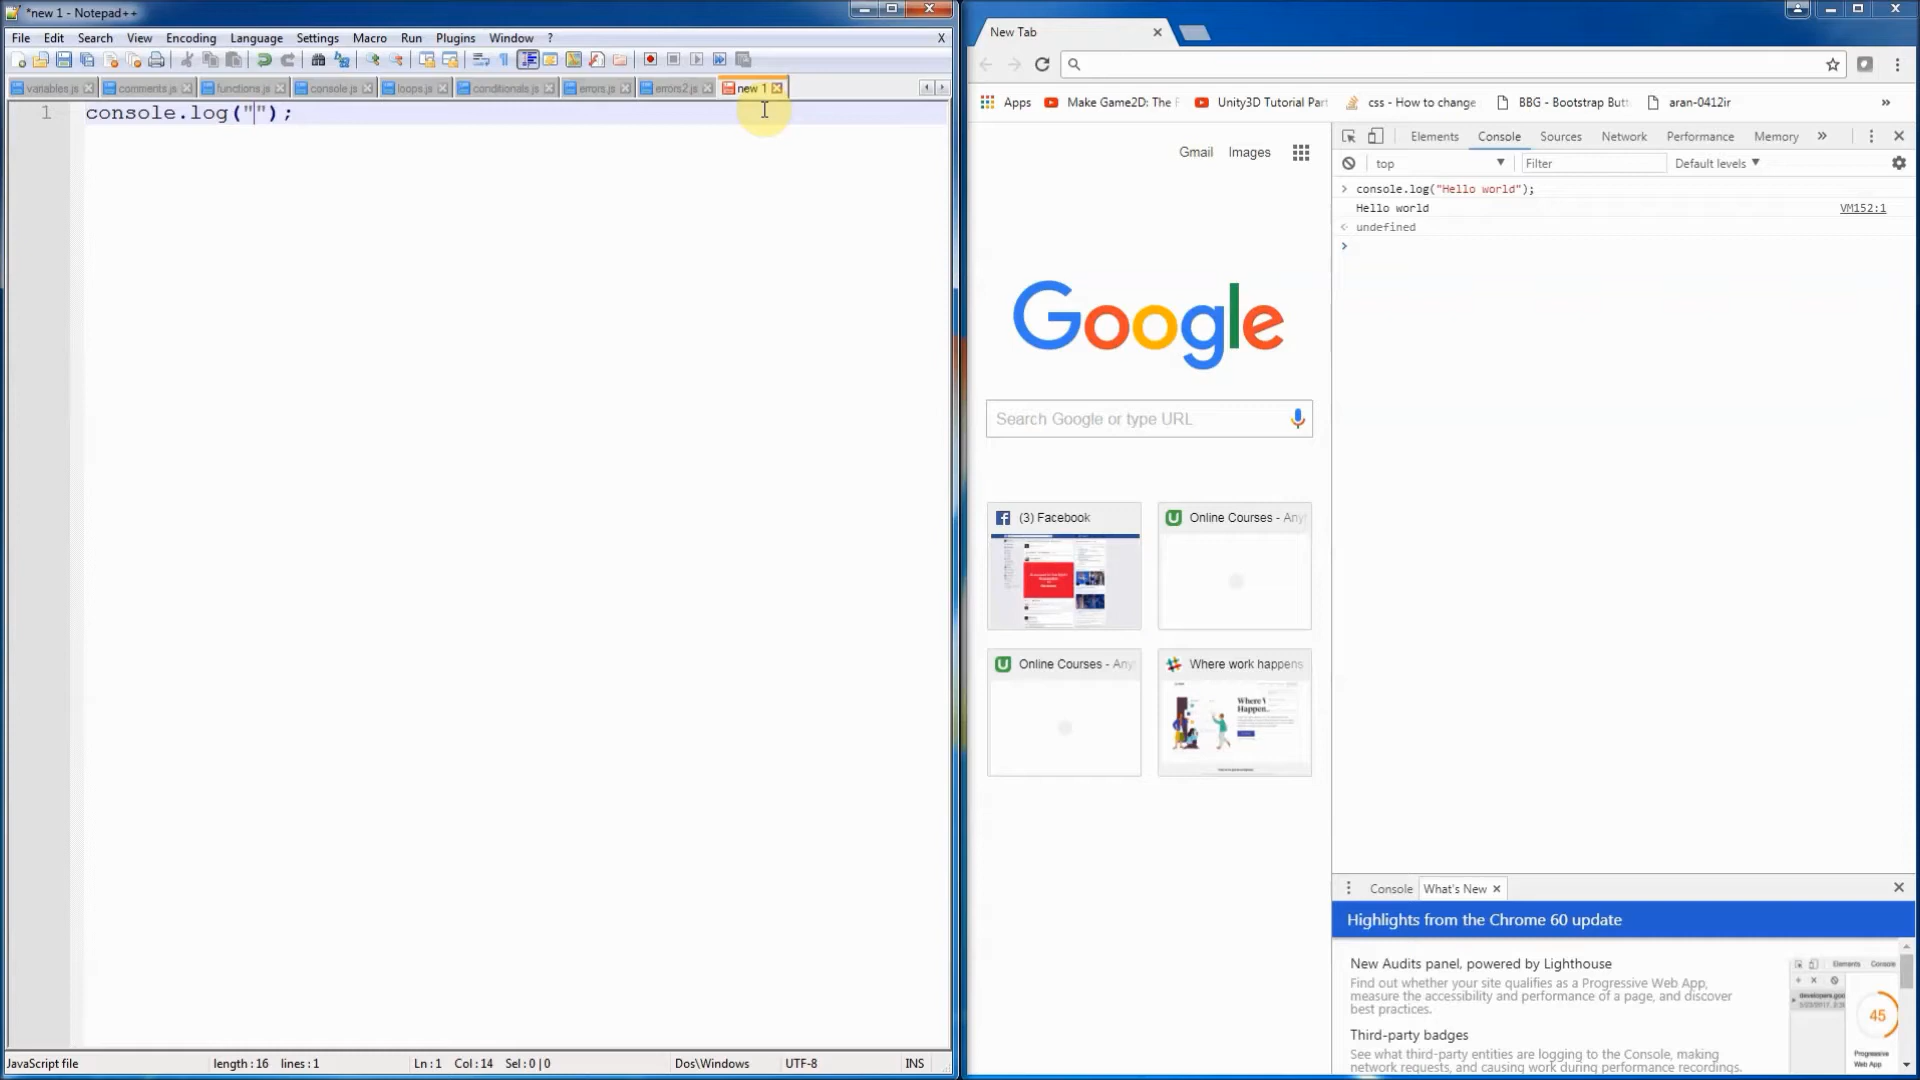 *new 1 - Notepad++
File Edit Search View Encoding Language Settings Macro Run Plugins Window ? X
variables.js comments.js functions.js console.js loops.js conditionals.js errors.js errors2.js new 1
1 console.log("");
JavaScript file length : 16 lines : 1 Ln : 1 Col : 14 Sel : 0 | 0 Dos\Windows UTF-8 INS
New Tab
Apps Make Game2D: The F Unity3D Tutorial Part css - How to change BBG - Bootstrap Butt aran-0412ir »
Gmail Images
Google
Search Google or type URL
(3) Facebook
Online Courses - Any
Online Courses - Any
Where work happens
Elements Console Sources Network Performance Memory »
top Filter Default levels
console.log("Hello world");
Hello world VM152:1
undefined
Console What's New
Highlights from the Chrome 60 update
New Audits panel, powered by Lighthouse
Find out whether your site qualifies as a Progressive Web App,
measure the accessibility and performance of a page, and discover
best practices.
Third-party badges
See what third-party entities are logging to the Console, making
network requests, and causing work during performance recordings.
Elements Console
45
Progressive
Web App